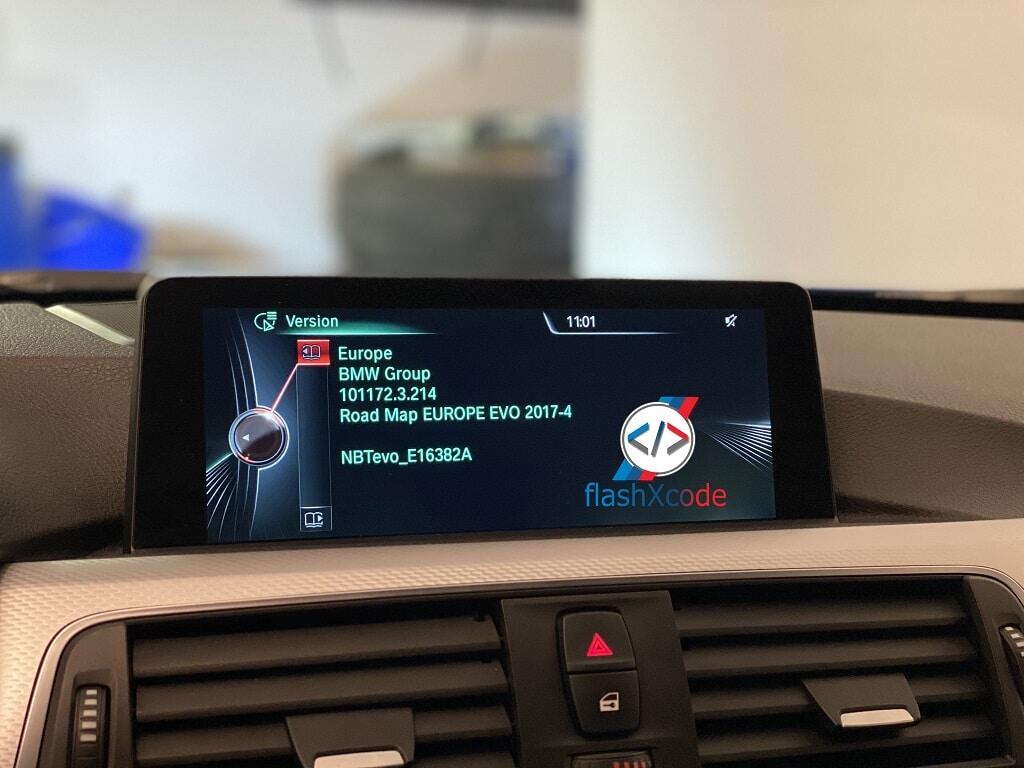 Version
11:01
Europe
BMW Group
101172.3.214
Road Map EUROPE EVO 2017-4
NBTevo_E16382A
</>
flashXcode